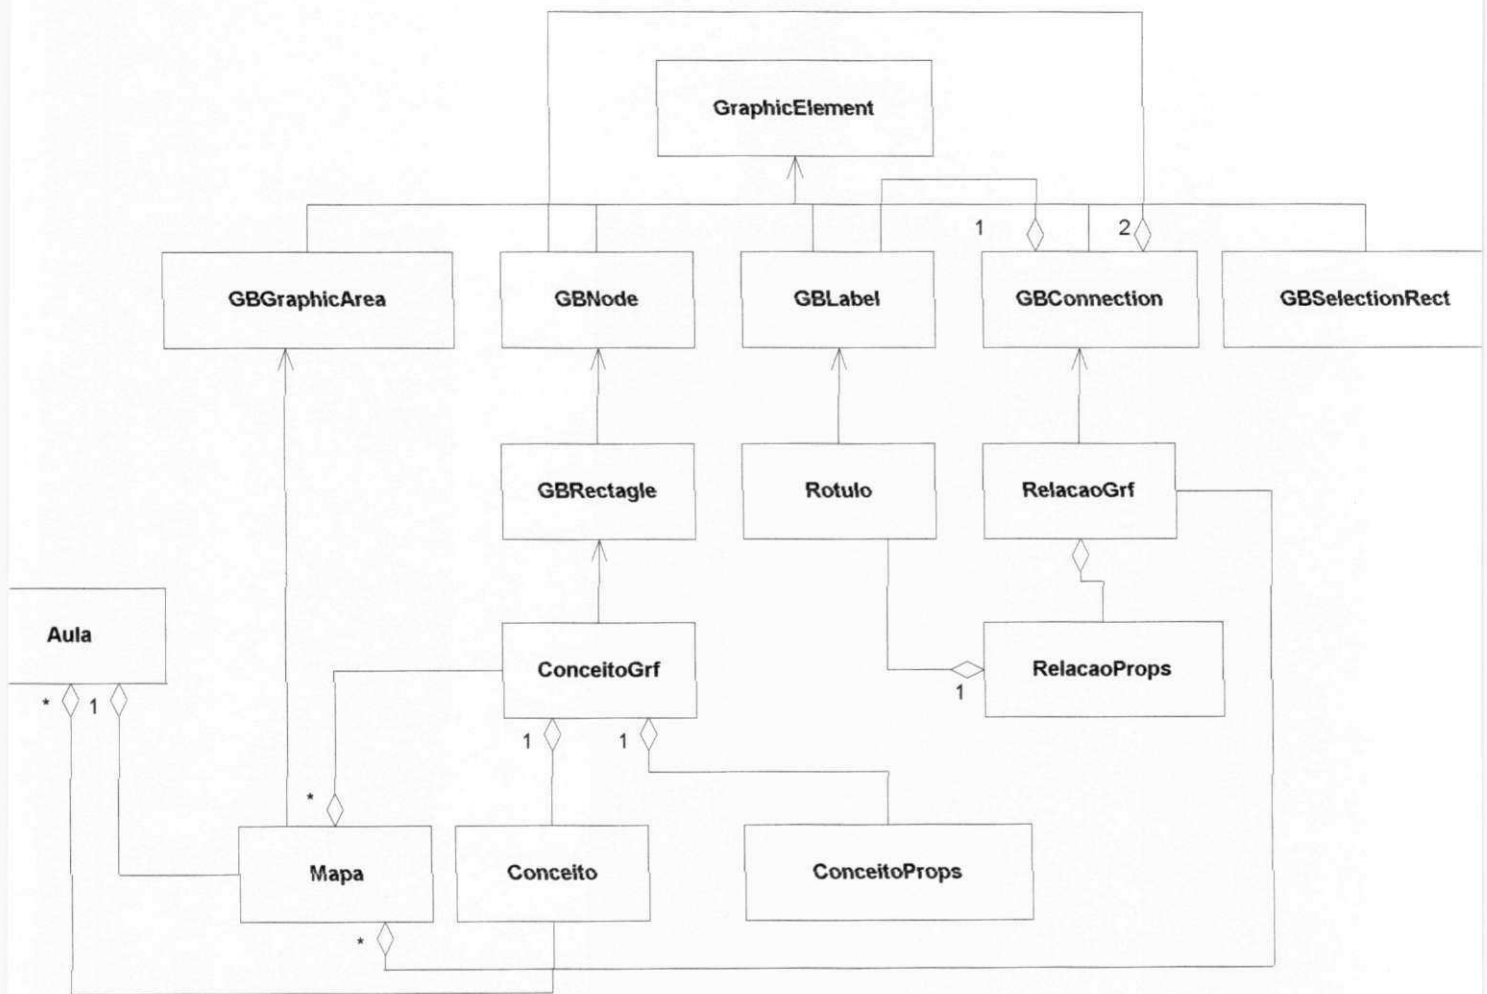 GraphicElement
1
2
GBGraphicArea
GBNode
GBLabel
GBConnection
GBSelectionRect
GBRectagle
Rotulo
RelacaoGrf
Aula
ConceitoGrf
RelacaoProps
* 1
1
1
1
*
Mapa
Conceito
ConceitoProps
*